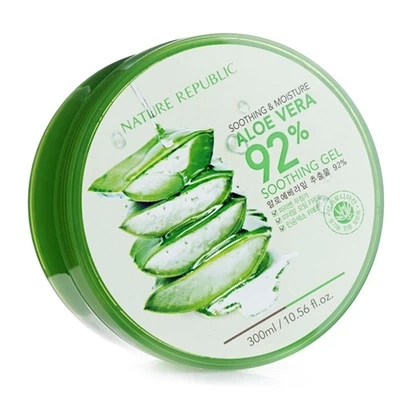 NATURE REPUBLIC
SOOTHING & MOISTURE
ALOE VERA
92%
SOOTHING GEL
알로에베라잎 추출물 92%
300ml / 10.56 fl.oz.